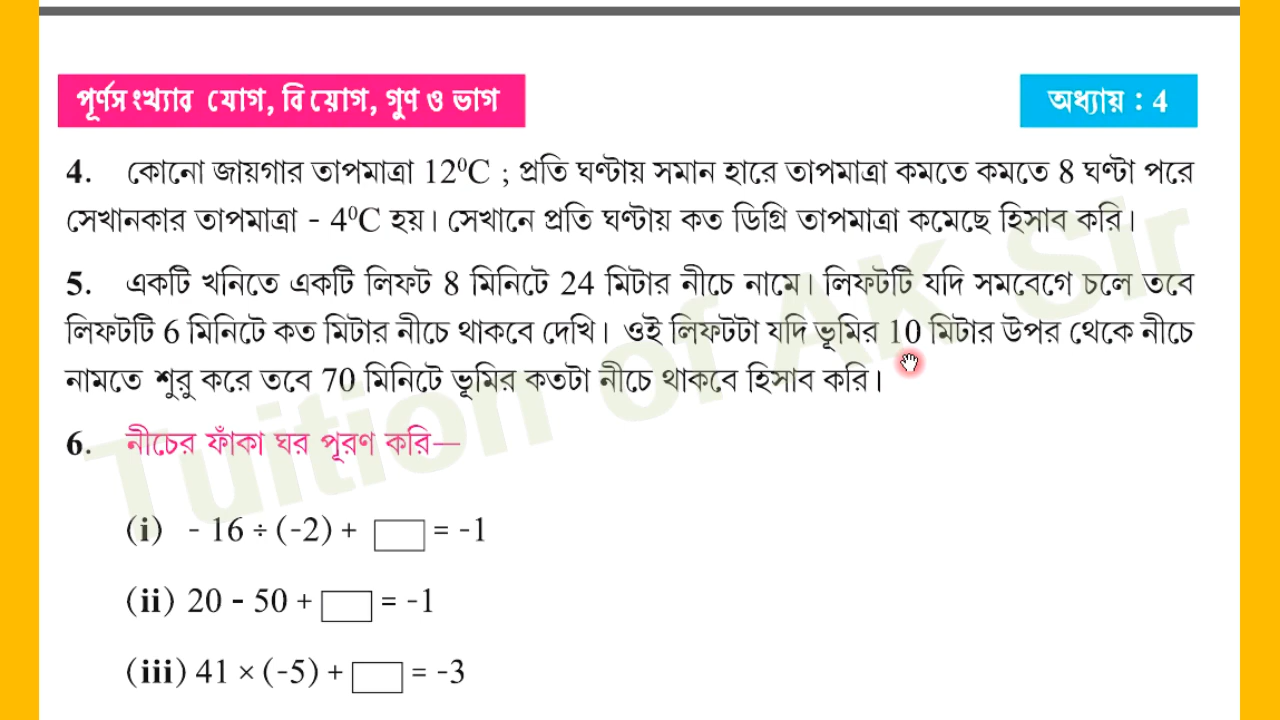 পূর্ণসংখ্যার যোগ, বিয়োগ, গুণ ও ভাগ
অধ্যায় : 4
4. কোনো জায়গার তাপমাত্রা 12⁰C ; প্রতি ঘণ্টায় সমান হারে তাপমাত্রা কমতে কমতে 8 ঘণ্টা পরে
সেখানকার তাপমাত্রা - 4⁰C হয়। সেখানে প্রতি ঘণ্টায় কত ডিগ্রি তাপমাত্রা কমেছে হিসাব করি।
5. একটি খনিতে একটি লিফট 8 মিনিটে 24 মিটার নীচে নামে। লিফটটি যদি সমবেগে চলে তবে
লিফটটি 6 মিনিটে কত মিটার নীচে থাকবে দেখি। ওই লিফটটা যদি ভূমির 10 মিটার উপর থেকে নীচে
নামতে শুরু করে তবে 70 মিনিটে ভূমির কতটা নীচে থাকবে হিসাব করি।
6. নীচের ফাঁকা ঘর পূরণ করি—
(i) - 16 ÷ (-2) + □ = -1
(ii) 20 - 50 + □ = -1
(iii) 41 × (-5) + □ = -3
Tuition of AK Sir